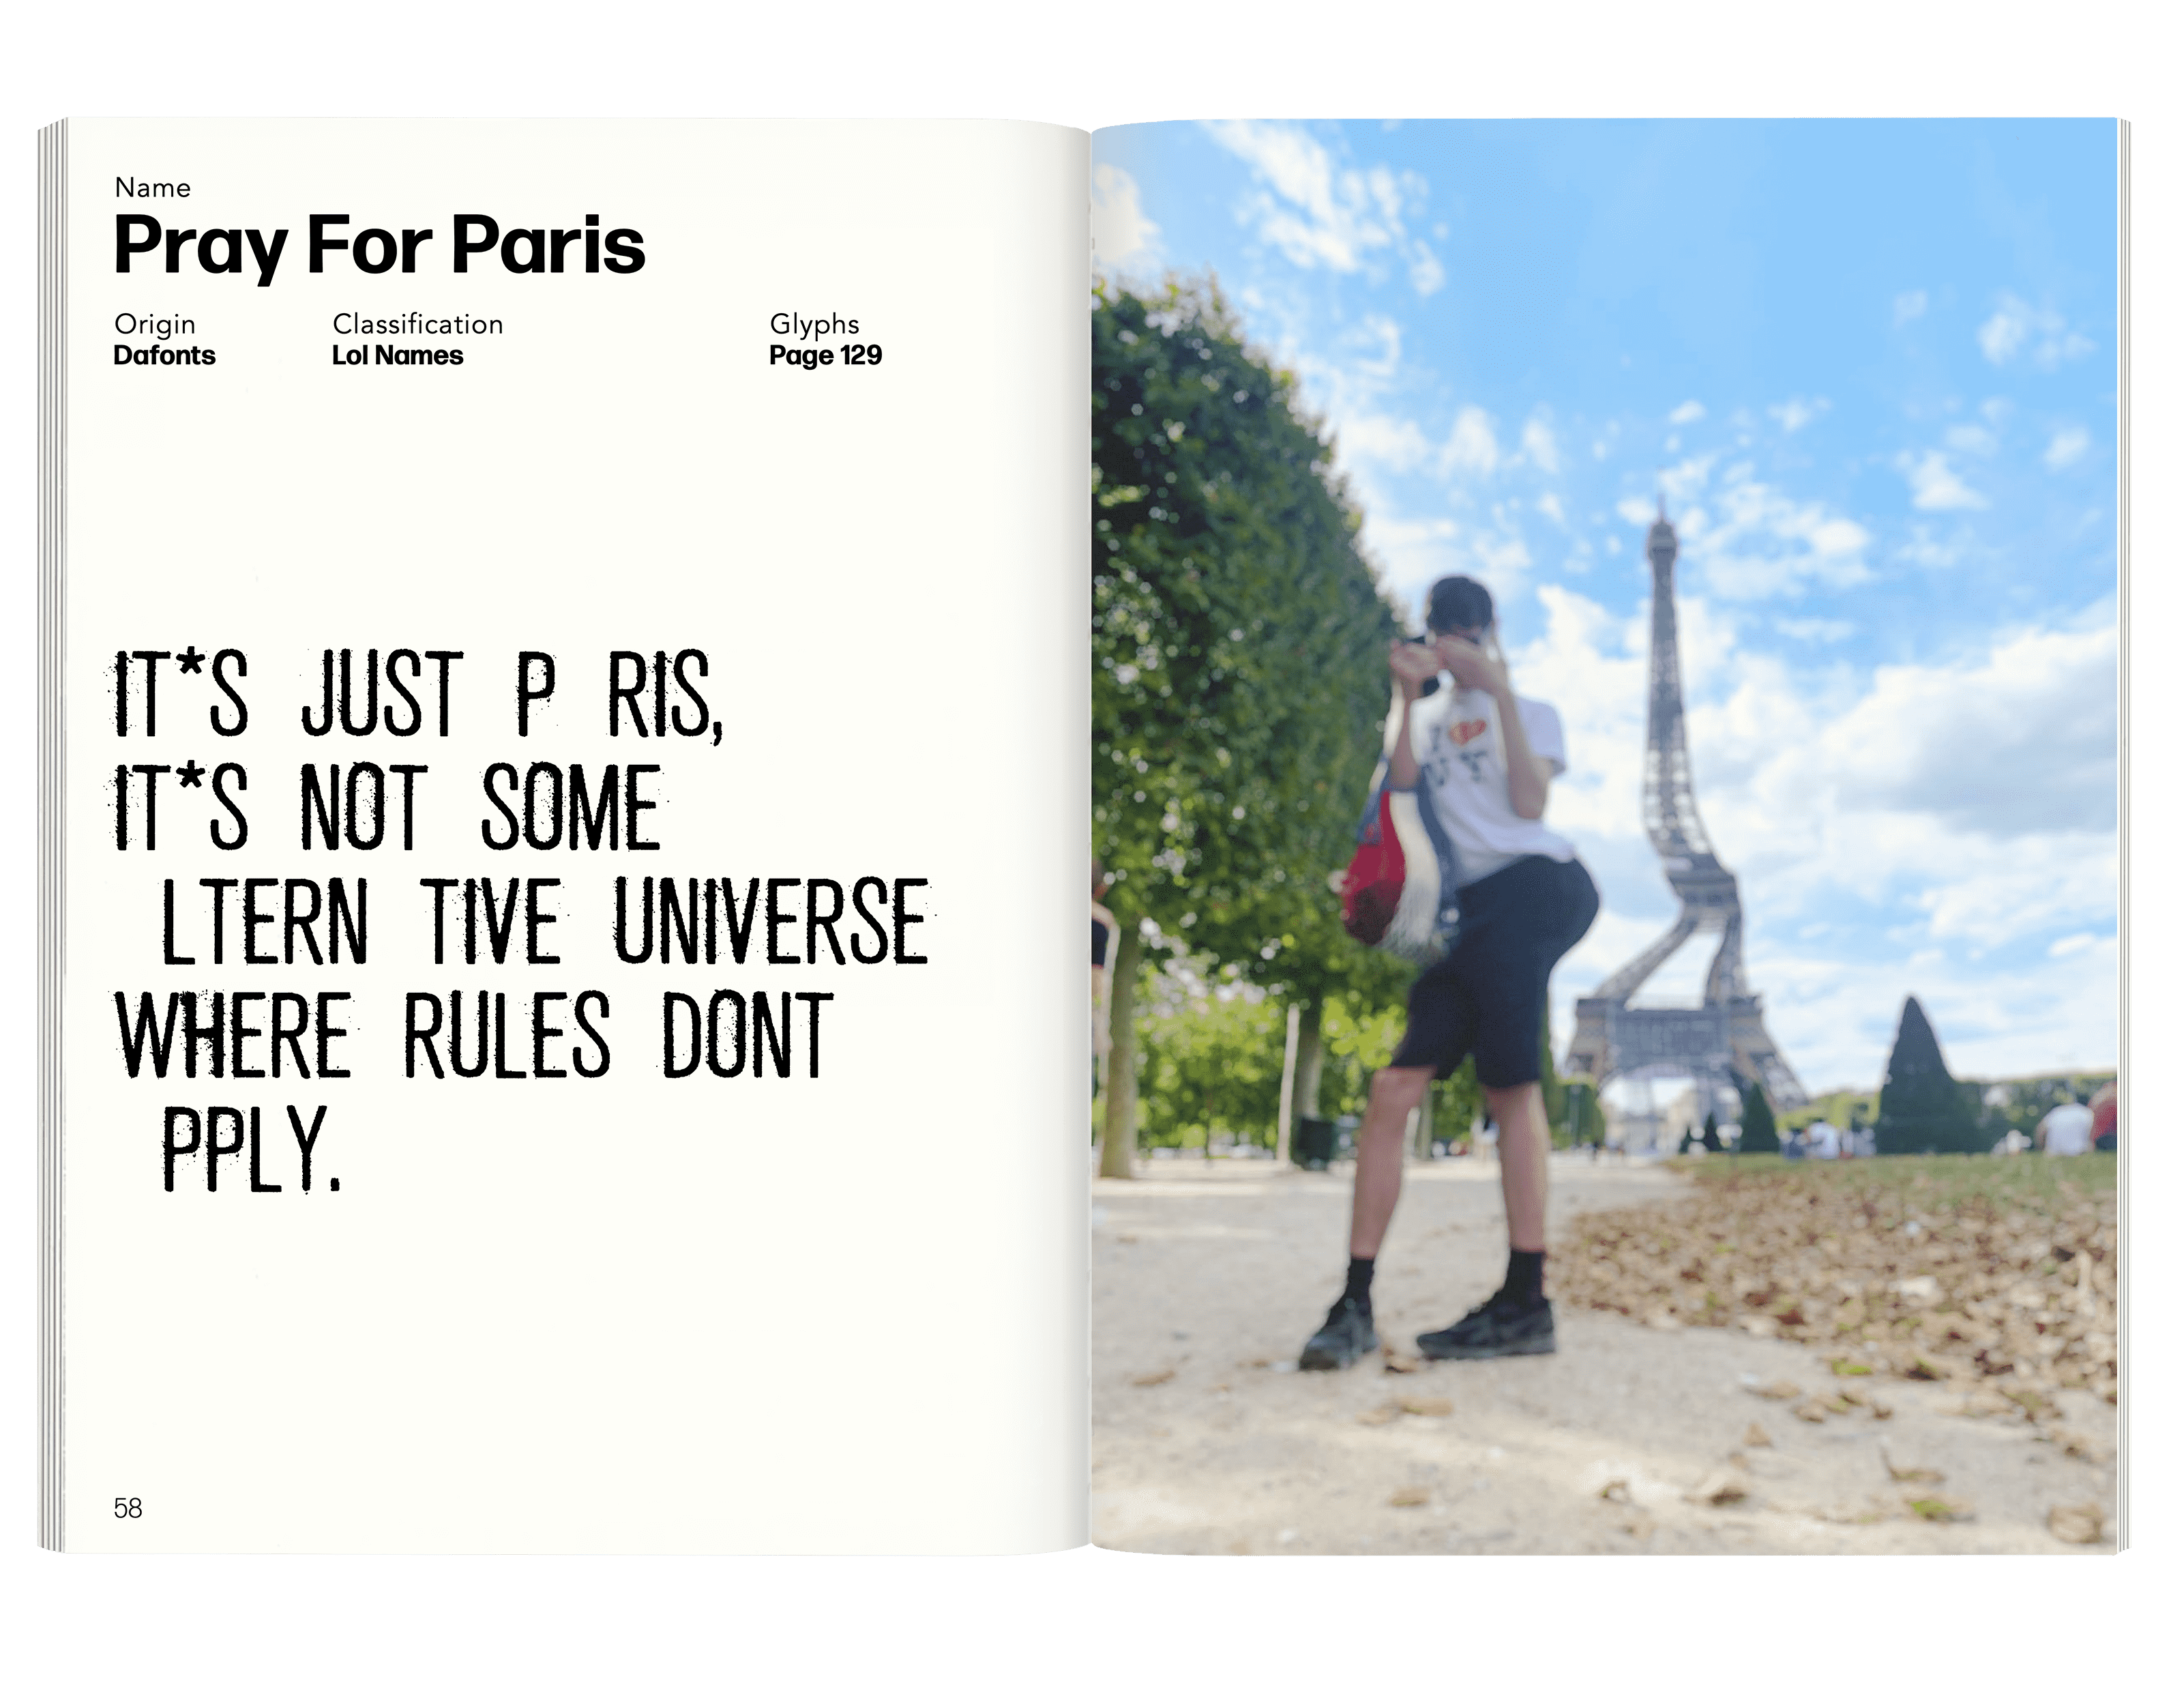 Name
Pray For Paris
Origin Classification Glyphs
Dafonts Lol Names Page 129
IT*S JUST P RIS,
IT*S NOT SOME
LTERN TIVE UNIVERSE
WHERE RULES DONT
PPLY.
58